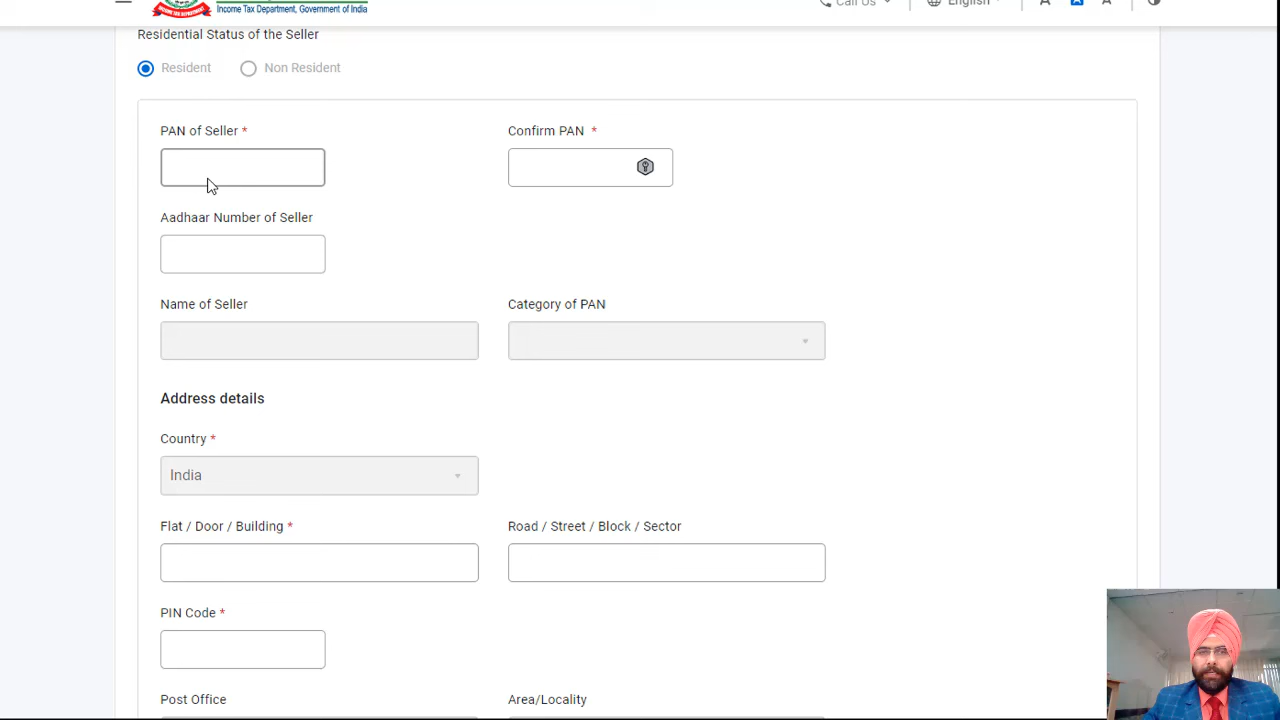 Income Tax Department, Government of India
Call Us
English
A A A
Residential Status of the Seller
Resident Non Resident
PAN of Seller * Confirm PAN *
Aadhaar Number of Seller
Name of Seller Category of PAN
Address details
Country *
India
Flat / Door / Building * Road / Street / Block / Sector
PIN Code *
Post Office Area/Locality